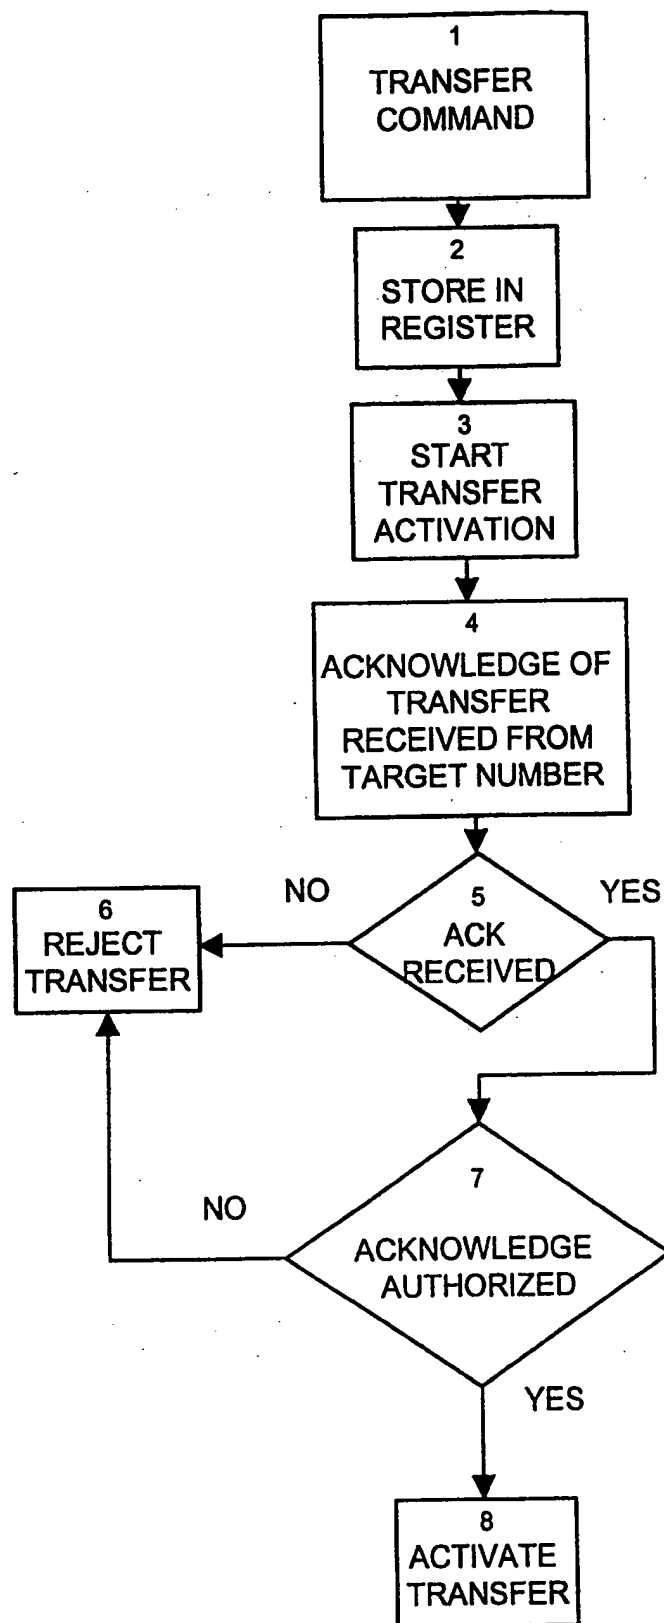 1
TRANSFER
COMMAND
2
STORE IN
REGISTER
3
START
TRANSFER
ACTIVATION
4
ACKNOWLEDGE OF
TRANSFER
RECEIVED FROM
TARGET NUMBER
NO
5
YES
ACK
RECEIVED
6
REJECT
TRANSFER
7
NO
ACKNOWLEDGE
AUTHORIZED
YES
8
ACTIVATE
TRANSFER